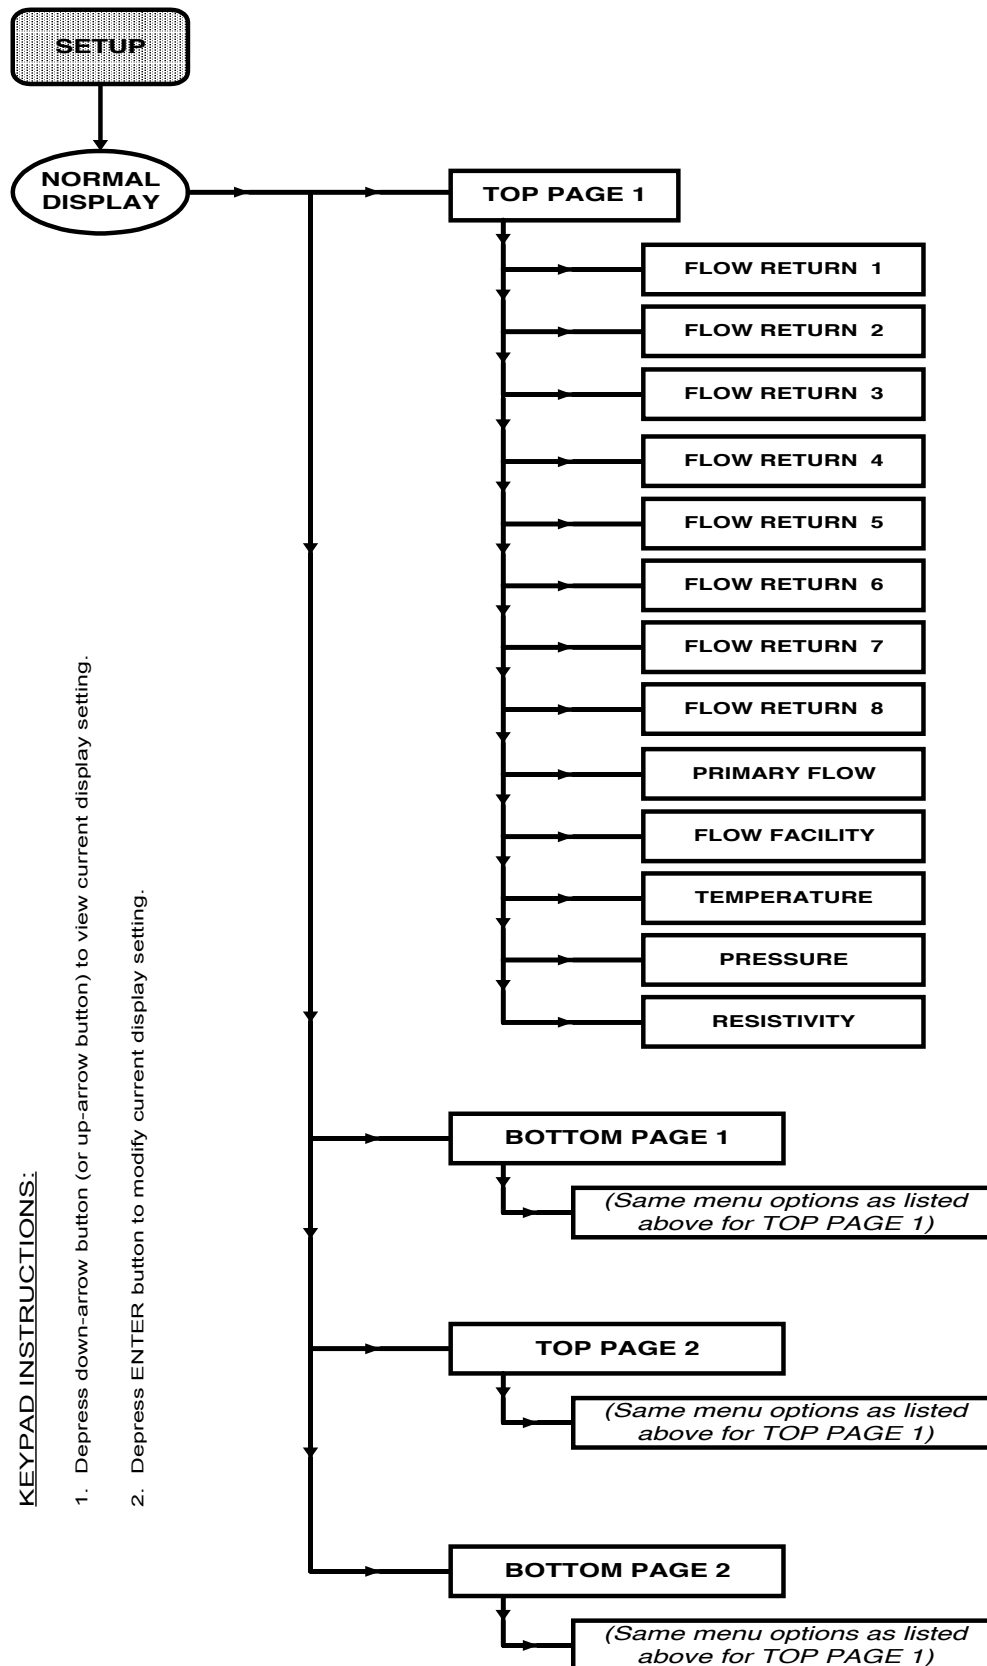 SETUP
NORMAL
DISPLAY
TOP PAGE 1
FLOW RETURN 1
FLOW RETURN 2
FLOW RETURN 3
FLOW RETURN 4
FLOW RETURN 5
FLOW RETURN 6
FLOW RETURN 7
FLOW RETURN 8
PRIMARY FLOW
FLOW FACILITY
TEMPERATURE
PRESSURE
RESISTIVITY
BOTTOM PAGE 1
(Same menu options as listed
above for TOP PAGE 1)
TOP PAGE 2
(Same menu options as listed
above for TOP PAGE 1)
BOTTOM PAGE 2
(Same menu options as listed
above for TOP PAGE 1)
KEYPAD INSTRUCTIONS:
1. Depress down-arrow button (or up-arrow button) to view current display setting.
2. Depress ENTER button to modify current display setting.